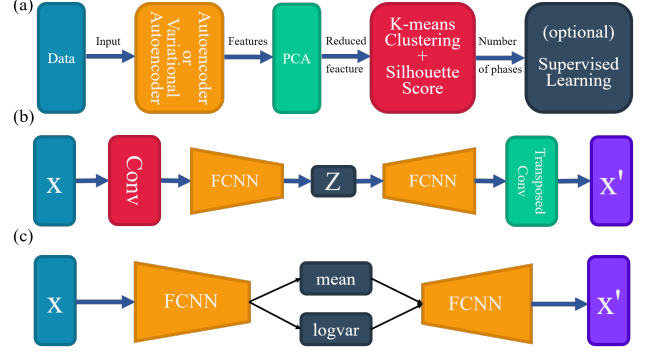 (a)
Data
Input
Autoencoder
or
Variational
Autoencoder
Features
PCA
Reduced
feacture
K-means
Clustering
+
Silhouette
Score
Number
of phases
(optional)
Supervised
Learning
(b)
X
Conv
FCNN
Z
FCNN
Transposed
Conv
X'
(c)
X
FCNN
mean
logvar
FCNN
X'